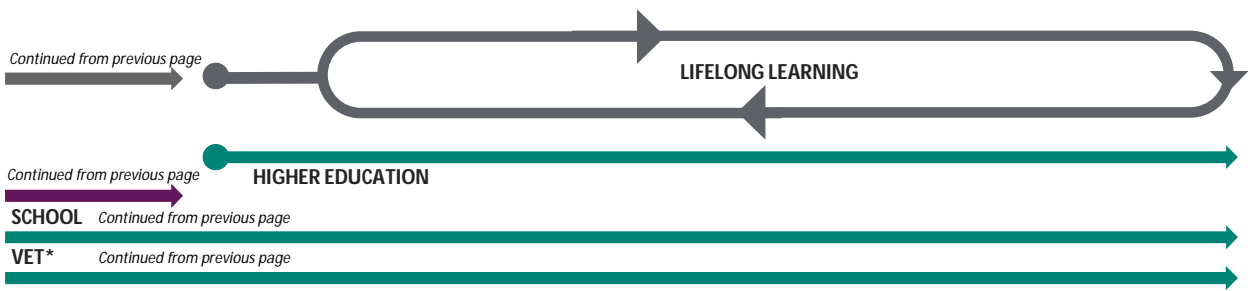 Continued from previous page
LIFELONG LEARNING
Continued from previous page
HIGHER EDUCATION
SCHOOL Continued from previous page
VET* Continued from previous page